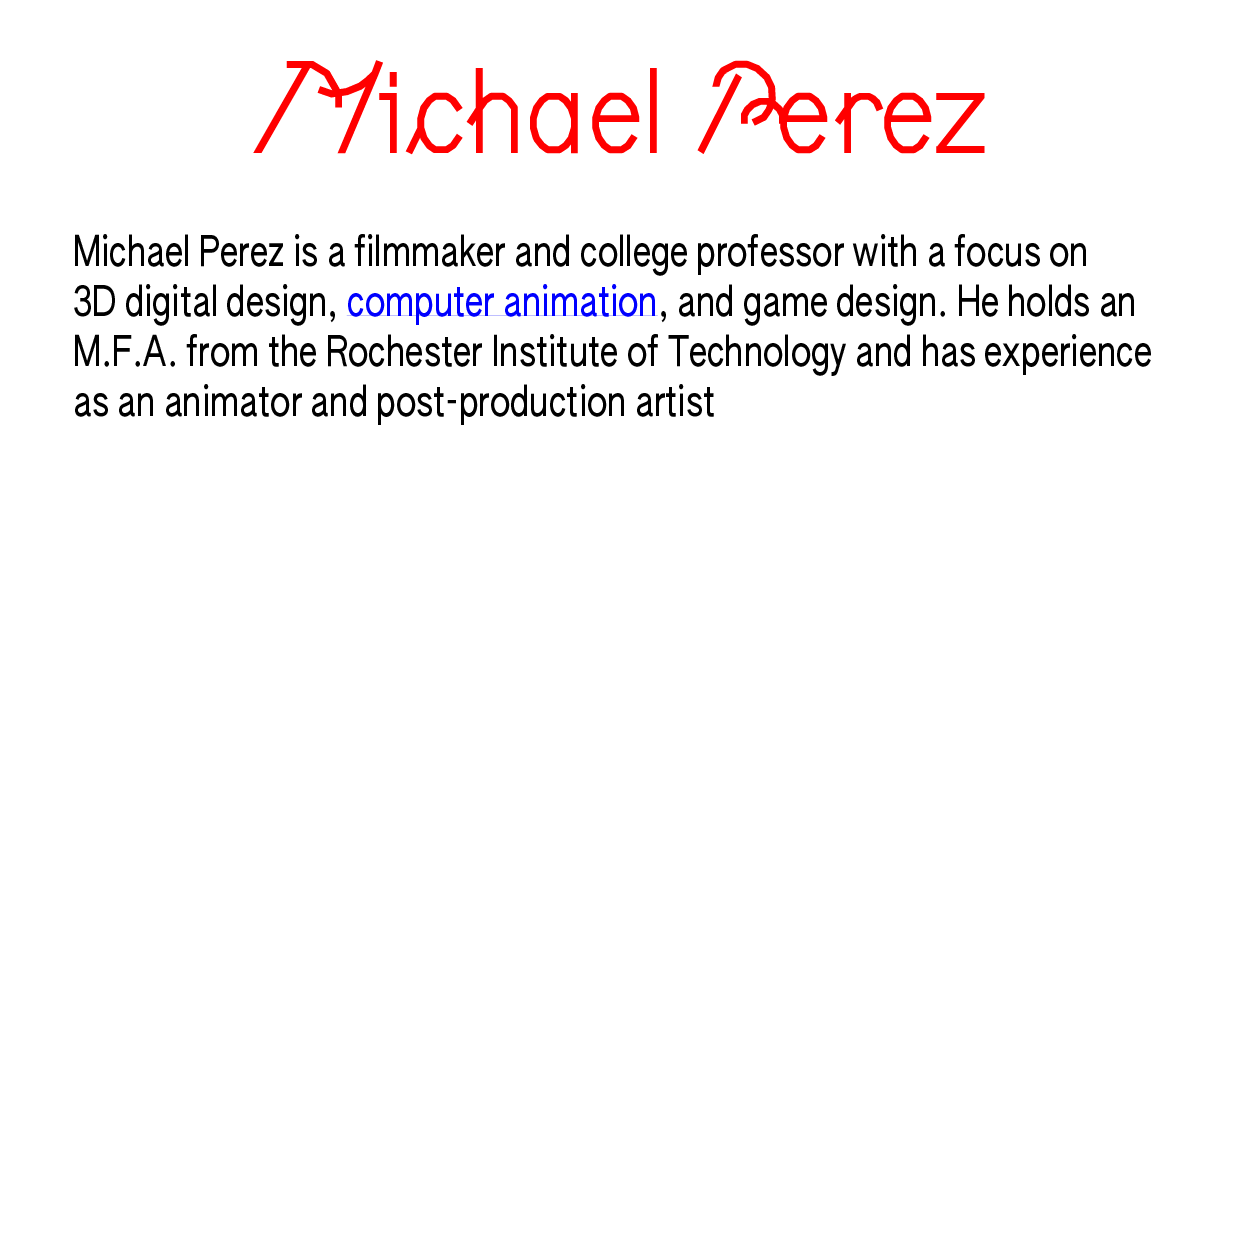 Michael Perez
Michael Perez is a filmmaker and college professor with a focus on
3D digital design, computer animation, and game design. He holds an
M.F.A. from the Rochester Institute of Technology and has experience
as an animator and post-production artist